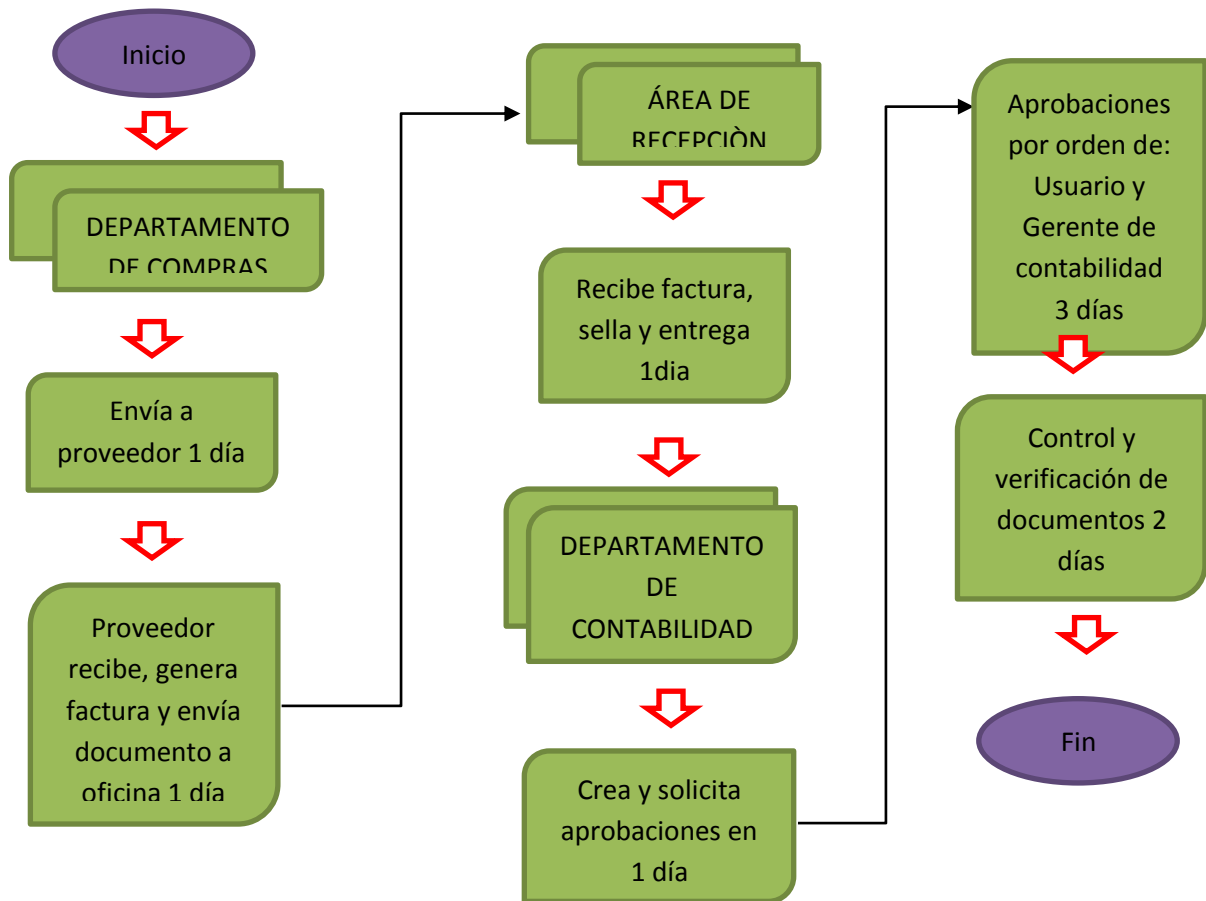 Inicio
DEPARTAMENTO
DE COMPRAS
Envía a
proveedor 1 día
Proveedor
recibe, genera
factura y envía
documento a
oficina 1 día
ÁREA DE
RECEPCIÒN
Recibe factura,
sella y entrega
1dia
DEPARTAMENTO
DE
CONTABILIDAD
Crea y solicita
aprobaciones en
1 día
Aprobaciones
por orden de:
Usuario y
Gerente de
contabilidad
3 días
Control y
verificación de
documentos 2
días
Fin